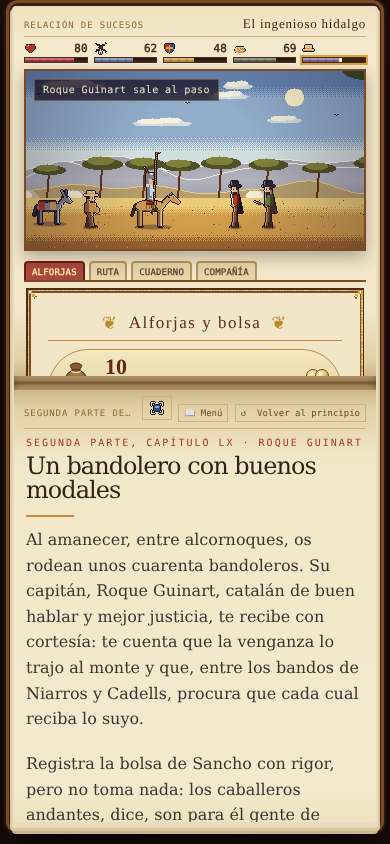 RELACIÓN DE SUCESOS
El ingenioso hidalgo
80 62 48 69
Roque Guinart sale al paso
ALFORJAS RUTA CUADERNO COMPAÑÍA
Alforjas y bolsa
10
SEGUNDA PARTE DE… Menú ↺ Volver al principio
SEGUNDA PARTE, CAPÍTULO LX · ROQUE GUINART
Un bandolero con buenos
modales
Al amanecer, entre alcornoques, os
rodean unos cuarenta bandoleros. Su
capitán, Roque Guinart, catalán de buen
hablar y mejor justicia, te recibe con
cortesía: te cuenta que la venganza lo
trajo al monte y que, entre los bandos de
Niarros y Cadells, procura que cada cual
reciba lo suyo.
Registra la bolsa de Sancho con rigor,
pero no toma nada: los caballeros
andantes, dice, son para él gente de